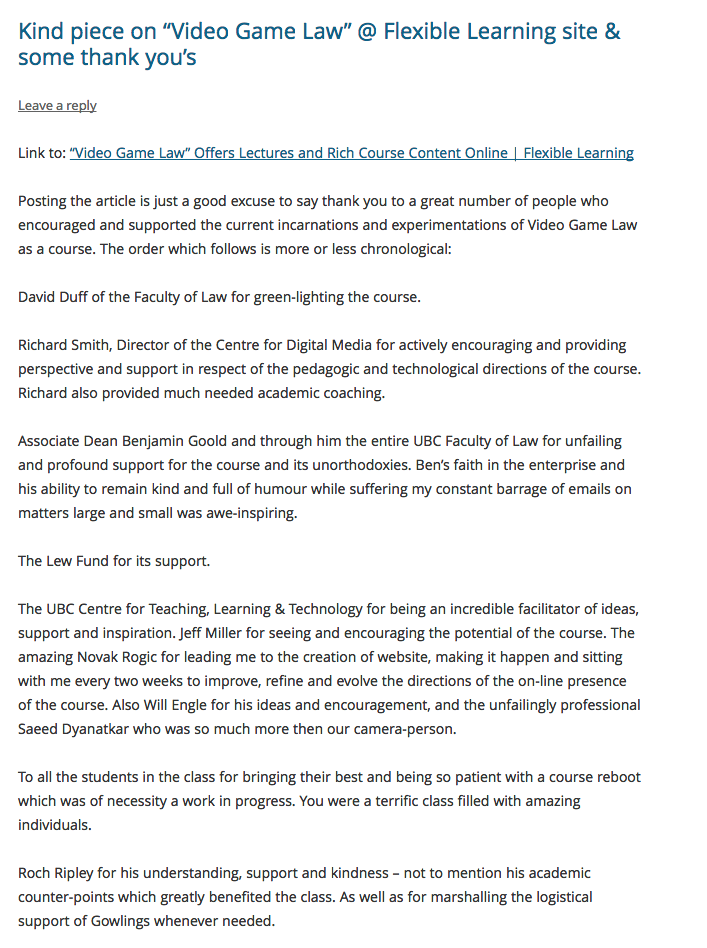 Kind piece on “Video Game Law” @ Flexible Learning site &
some thank you’s
Leave a reply
Link to: “Video Game Law” Offers Lectures and Rich Course Content Online | Flexible Learning
Posting the article is just a good excuse to say thank you to a great number of people who
encouraged and supported the current incarnations and experimentations of Video Game Law
as a course. The order which follows is more or less chronological:
David Duff of the Faculty of Law for green-lighting the course.
Richard Smith, Director of the Centre for Digital Media for actively encouraging and providing
perspective and support in respect of the pedagogic and technological directions of the course.
Richard also provided much needed academic coaching.
Associate Dean Benjamin Goold and through him the entire UBC Faculty of Law for unfailing
and profound support for the course and its unorthodoxies. Ben’s faith in the enterprise and
his ability to remain kind and full of humour while suffering my constant barrage of emails on
matters large and small was awe-inspiring.
The Lew Fund for its support.
The UBC Centre for Teaching, Learning & Technology for being an incredible facilitator of ideas,
support and inspiration. Jeff Miller for seeing and encouraging the potential of the course. The
amazing Novak Rogic for leading me to the creation of website, making it happen and sitting
with me every two weeks to improve, refine and evolve the directions of the on-line presence
of the course. Also Will Engle for his ideas and encouragement, and the unfailingly professional
Saeed Dyanatkar who was so much more then our camera-person.
To all the students in the class for bringing their best and being so patient with a course reboot
which was of necessity a work in progress. You were a terrific class filled with amazing
individuals.
Roch Ripley for his understanding, support and kindness – not to mention his academic
counter-points which greatly benefited the class. As well as for marshalling the logistical
support of Gowlings whenever needed.